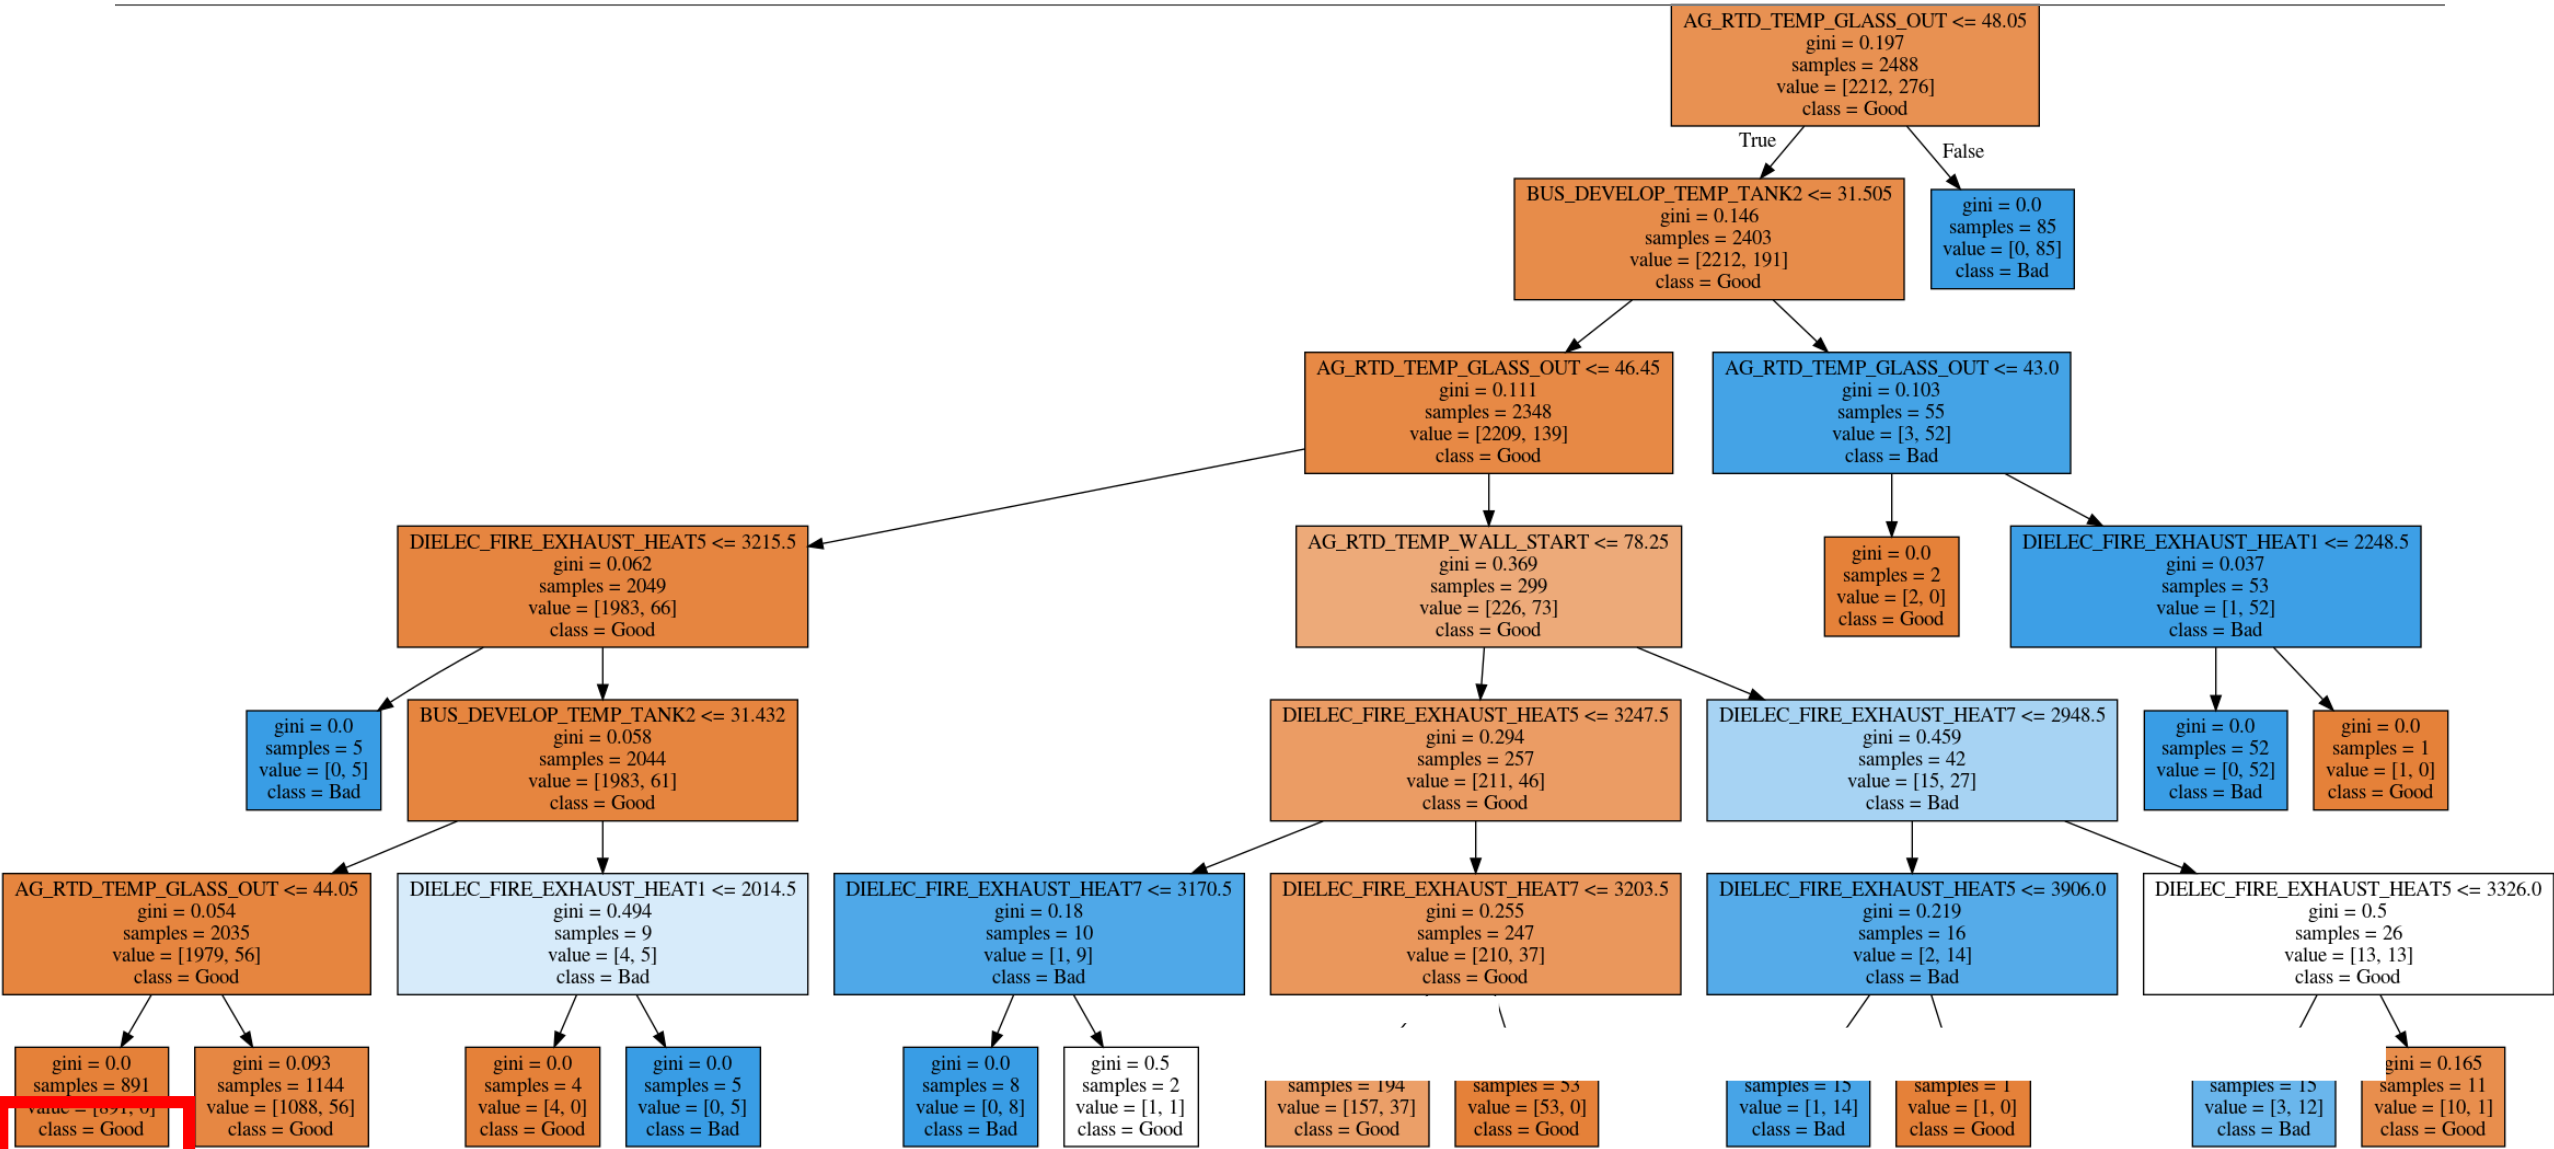 AG_RTD_TEMP_GLASS_OUT <= 48.05
gini = 0.197
samples = 2488
value = [2212, 276]
class = Good
True
False
BUS_DEVELOP_TEMP_TANK2 <= 31.505
gini = 0.146
samples = 2403
value = [2212, 191]
class = Good
gini = 0.0
samples = 85
value = [0, 85]
class = Bad
AG_RTD_TEMP_GLASS_OUT <= 46.45
gini = 0.111
samples = 2348
value = [2209, 139]
class = Good
AG_RTD_TEMP_GLASS_OUT <= 43.0
gini = 0.103
samples = 55
value = [3, 52]
class = Bad
DIELEC_FIRE_EXHAUST_HEAT5 <= 3215.5
gini = 0.062
samples = 2049
value = [1983, 66]
class = Good
AG_RTD_TEMP_WALL_START <= 78.25
gini = 0.369
samples = 299
value = [226, 73]
class = Good
gini = 0.0
samples = 2
value = [2, 0]
class = Good
DIELEC_FIRE_EXHAUST_HEAT1 <= 2248.5
gini = 0.037
samples = 53
value = [1, 52]
class = Bad
gini = 0.0
samples = 5
value = [0, 5]
class = Bad
BUS_DEVELOP_TEMP_TANK2 <= 31.432
gini = 0.058
samples = 2044
value = [1983, 61]
class = Good
DIELEC_FIRE_EXHAUST_HEAT5 <= 3247.5
gini = 0.294
samples = 257
value = [211, 46]
class = Good
DIELEC_FIRE_EXHAUST_HEAT7 <= 2948.5
gini = 0.459
samples = 42
value = [15, 27]
class = Bad
gini = 0.0
samples = 52
value = [0, 52]
class = Bad
gini = 0.0
samples = 1
value = [1, 0]
class = Good
AG_RTD_TEMP_GLASS_OUT <= 44.05
gini = 0.054
samples = 2035
value = [1979, 56]
class = Good
DIELEC_FIRE_EXHAUST_HEAT1 <= 2014.5
gini = 0.494
samples = 9
value = [4, 5]
class = Bad
DIELEC_FIRE_EXHAUST_HEAT7 <= 3170.5
gini = 0.18
samples = 10
value = [1, 9]
class = Bad
DIELEC_FIRE_EXHAUST_HEAT7 <= 3203.5
gini = 0.255
samples = 247
value = [210, 37]
class = Good
DIELEC_FIRE_EXHAUST_HEAT5 <= 3906.0
gini = 0.219
samples = 16
value = [2, 14]
class = Bad
DIELEC_FIRE_EXHAUST_HEAT5 <= 3326.0
gini = 0.5
samples = 26
value = [13, 13]
class = Good
gini = 0.0
samples = 891
value = [891, 0]
class = Good
gini = 0.093
samples = 1144
value = [1088, 56]
class = Good
gini = 0.0
samples = 4
value = [4, 0]
class = Good
gini = 0.0
samples = 5
value = [0, 5]
class = Bad
gini = 0.0
samples = 8
value = [0, 8]
class = Bad
gini = 0.5
samples = 2
value = [1, 1]
class = Good
samples = 194
value = [157, 37]
class = Good
samples = 53
value = [53, 0]
class = Good
samples = 15
value = [1, 14]
class = Bad
samples = 1
value = [1, 0]
class = Good
samples = 15
value = [3, 12]
class = Bad
gini = 0.165
samples = 11
value = [10, 1]
class = Good